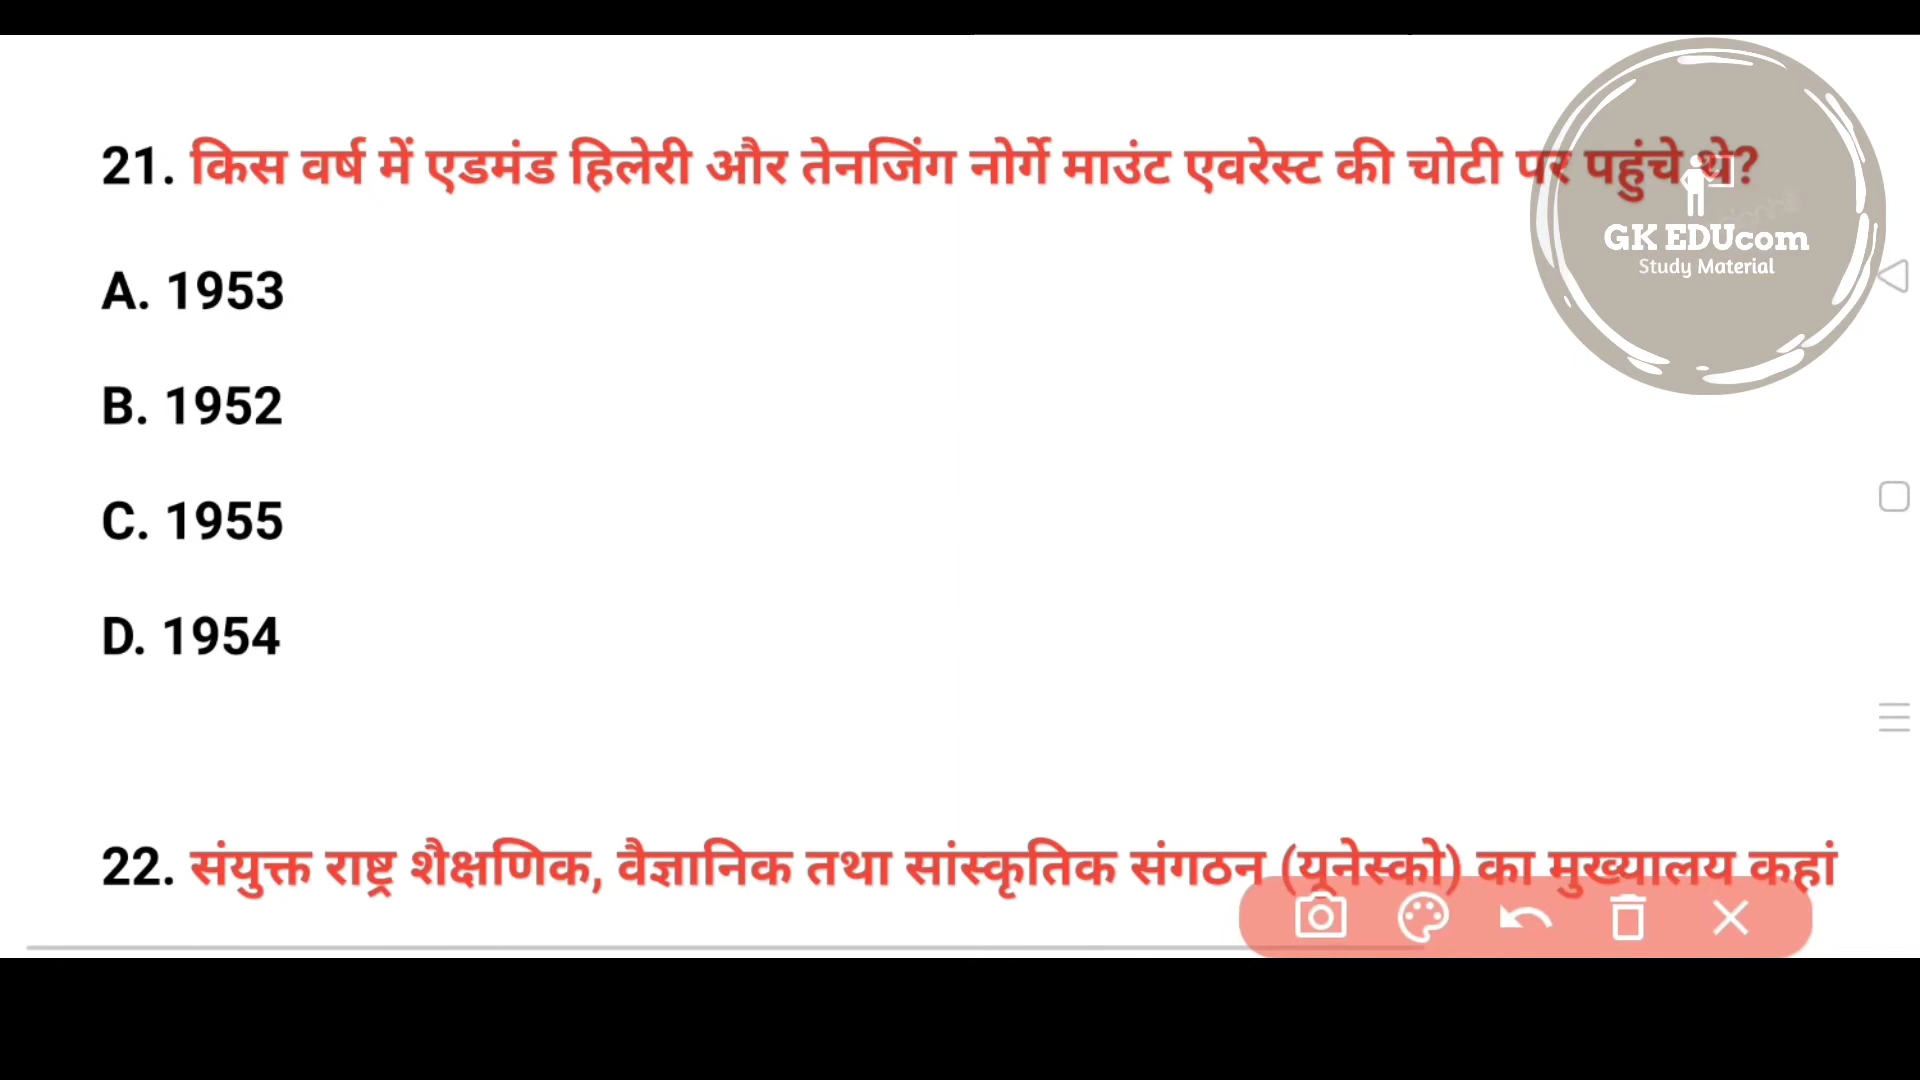 21. किस वर्ष में एडमंड हिलेरी और तेनजिंग नोर्गे माउंट एवरेस्ट की चोटी पर पहुंचे थे?
GK EDUcom
Study Material
A. 1953
B. 1952
C. 1955
D. 1954
22. संयुक्त राष्ट्र शैक्षणिक, वैज्ञानिक तथा सांस्कृतिक संगठन (यूनेस्को) का मुख्यालय कहां